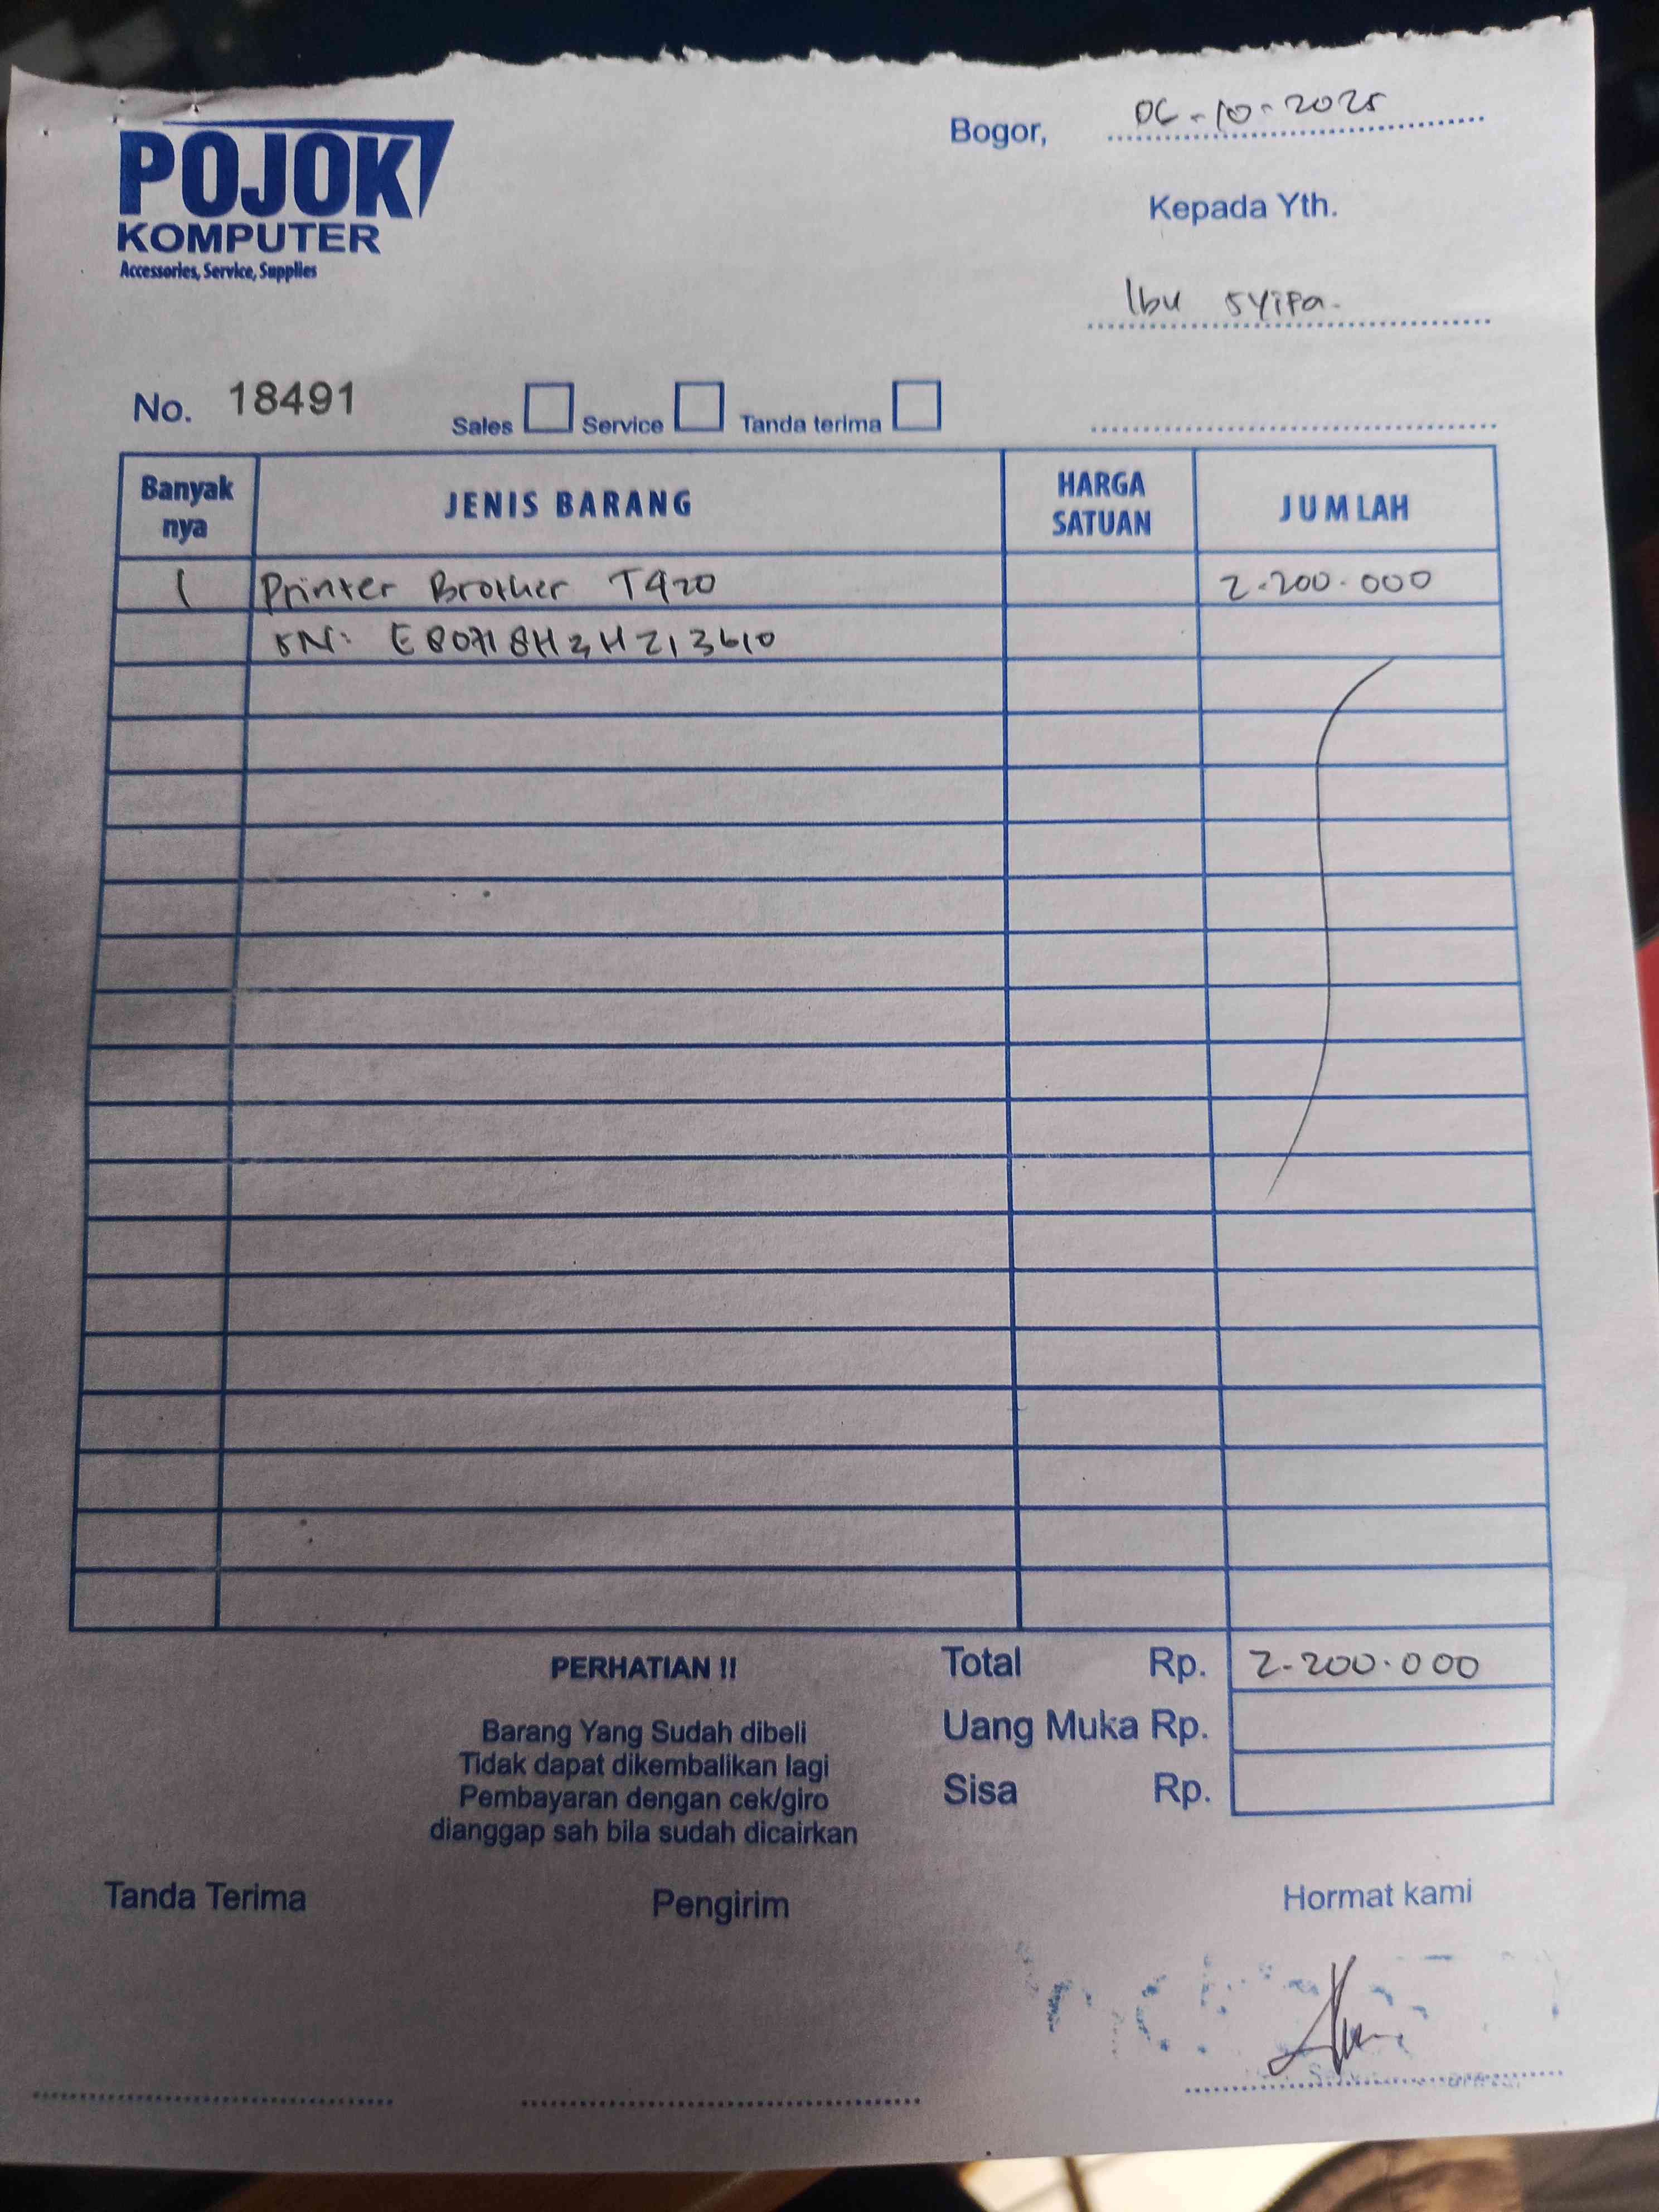 POJOK
KOMPUTER
Accessories, Service, Supplies
Bogor, 06-10-2025
Kepada Yth.
Ibu Syifa.
No. 18491 Sales Service Tanda terima
Banyak nya JENIS BARANG HARGA SATUAN JUMLAH
1 Printer Brother T420 2.200.000
SN:
PERHATIAN !!
Barang Yang Sudah dibeli
Tidak dapat dikembalikan lagi
Pembayaran dengan cek/giro
dianggap sah bila sudah dicairkan
Total Rp. 2.200.000
Uang Muka Rp.
Sisa Rp.
Tanda Terima Pengirim Hormat kami